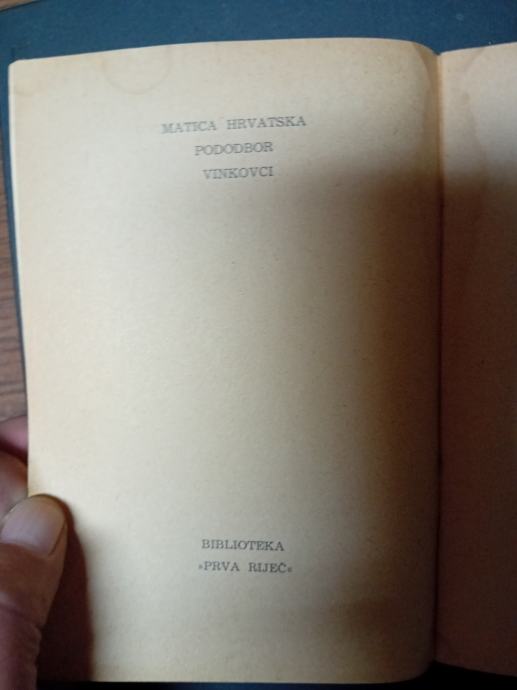 MATICA HRVATSKA
PODODBOR
VINKOVCI
BIBLIOTEKA
»PRVA RIJEČ«